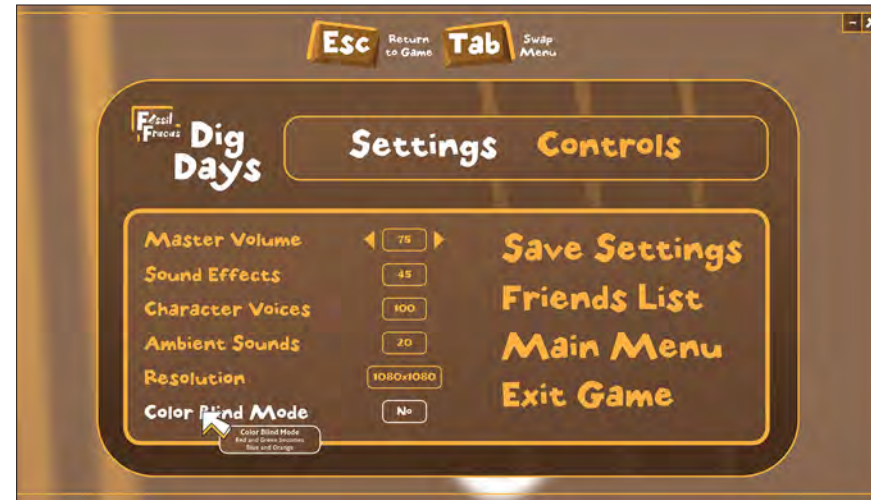 Esc Return to Game Tab Swap Menu
Fossil Fracas
Dig Days
Settings Controls
Master Volume 75
Sound Effects 45
Character Voices 100
Ambient Sounds 20
Resolution 1080x1080
Color Blind Mode No
Color Blind Mode
Red and Green becomes
Blue and Orange
Save Settings
Friends List
Main Menu
Exit Game